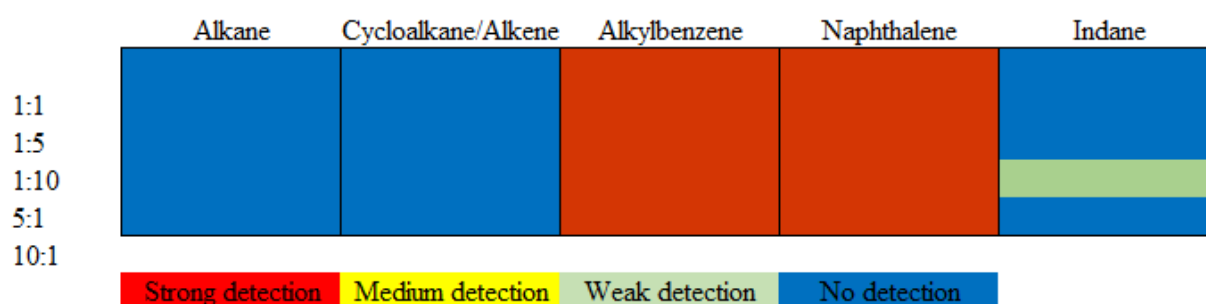 Alkane Cycloalkane/Alkene Alkylbenzene Naphthalene Indane
1:1
1:5
1:10
5:1
10:1
Strong detection Medium detection Weak detection No detection